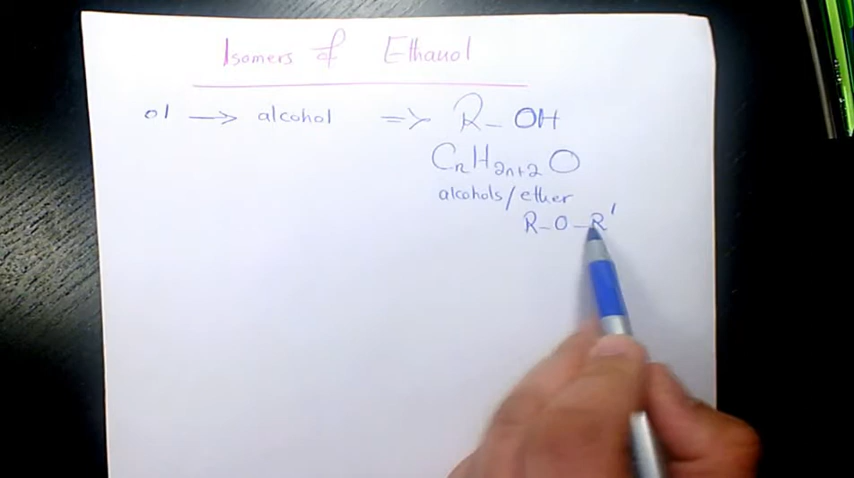 Isomers of Ethanol
ol → alcohol => R-OH
CnH2n+2O
alcohols/ether
R-O-R'